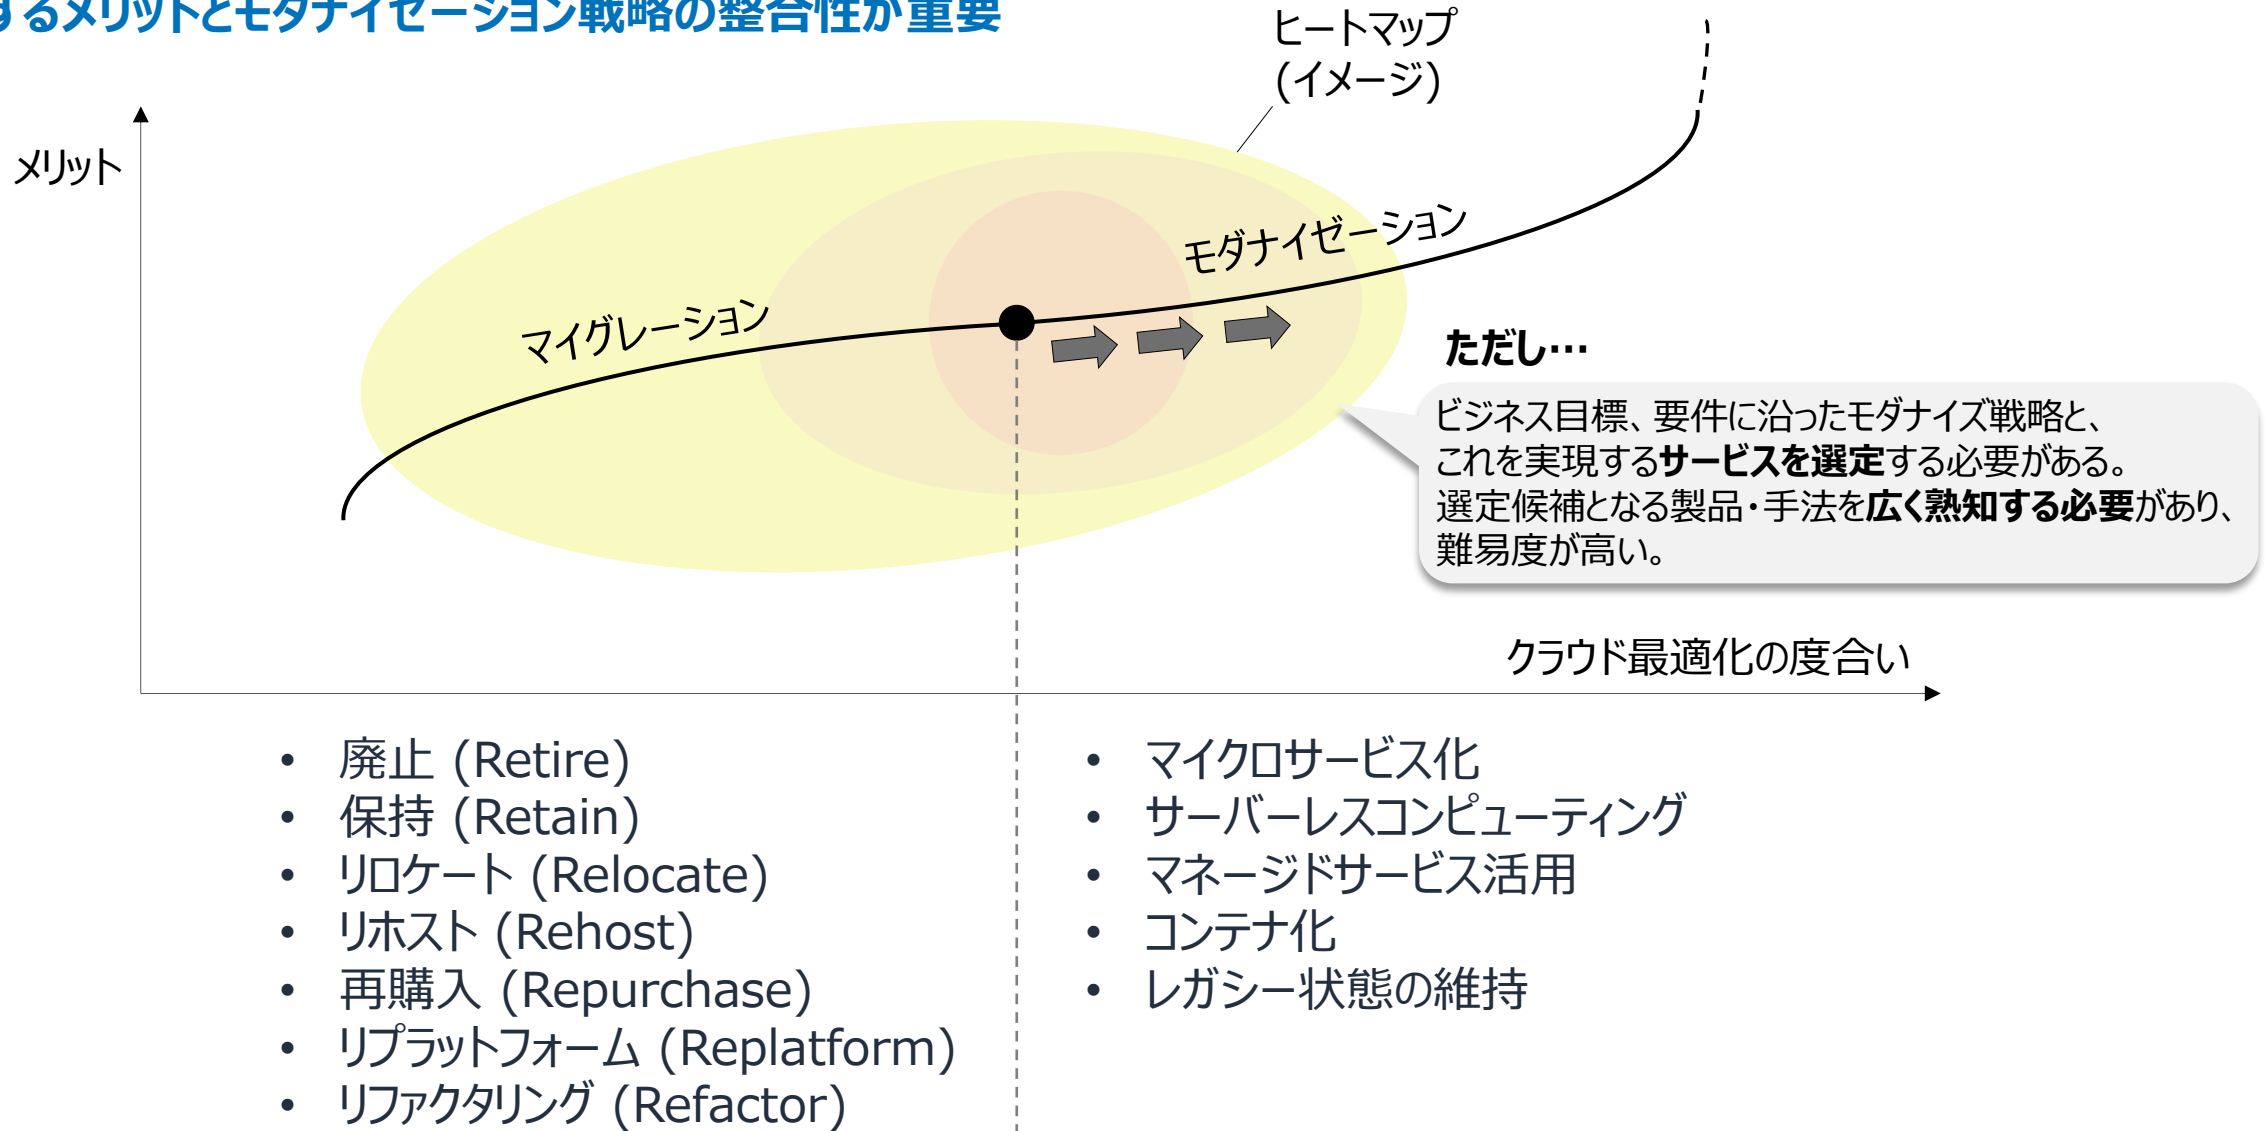 するメリットとモダナイゼーション戦略の整合性が重要
ヒートマップ
(イメージ)
メリット
モダナイゼーション
マイグレーション
ただし…
ビジネス目標、要件に沿ったモダナイズ戦略と、
これを実現するサービスを選定する必要がある。
選定候補となる製品・手法を広く熟知する必要があり、
難易度が高い。
クラウド最適化の度合い
• 廃止 (Retire)
• 保持 (Retain)
• リロケート (Relocate)
• リホスト (Rehost)
• 再購入 (Repurchase)
• リプラットフォーム (Replatform)
• リファクタリング (Refactor)
• マイクロサービス化
• サーバーレスコンピューティング
• マネージドサービス活用
• コンテナ化
• レガシー状態の維持